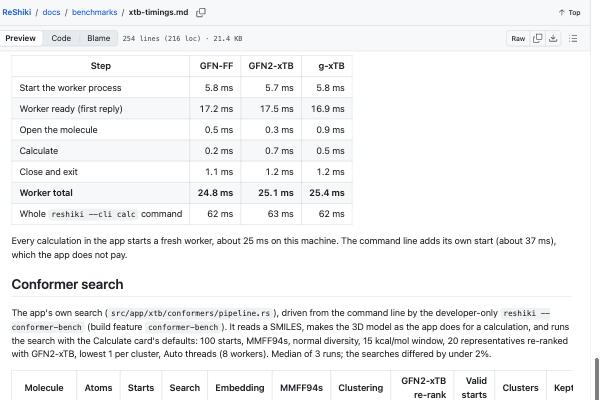 ReShiki / docs / benchmarks / xtb-timings.md
Top
Preview Code Blame 254 lines (216 loc) · 21.4 KB
Raw
Step GFN-FF GFN2-xTB g-xTB
Start the worker process 5.8 ms 5.7 ms 5.8 ms
Worker ready (first reply) 17.2 ms 17.5 ms 16.9 ms
Open the molecule 0.5 ms 0.3 ms 0.9 ms
Calculate 0.2 ms 0.7 ms 0.5 ms
Close and exit 1.1 ms 1.2 ms 1.2 ms
Worker total 24.8 ms 25.1 ms 25.4 ms
Whole reshiki --cli calc command 62 ms 63 ms 62 ms
Every calculation in the app starts a fresh worker, about 25 ms on this machine. The command line adds its own start (about 37 ms),
which the app does not pay.
Conformer search
The app's own search ( src/app/xtb/conformers/pipeline.rs ), driven from the command line by the developer-only reshiki --
conformer-bench (build feature conformer-bench ). It reads a SMILES, makes the 3D model as the app does for a calculation, and runs
the search with the Calculate card's defaults: 100 starts, MMFF94s, normal diversity, 15 kcal/mol window, 20 representatives re-ranked
with GFN2-xTB, lowest 1 per cluster, Auto threads (8 workers). Median of 3 runs; the searches differed by under 2%.
Molecule Atoms Starts Search Embedding MMFF94s Clustering GFN2-xTB re-rank Valid starts Clusters Kept